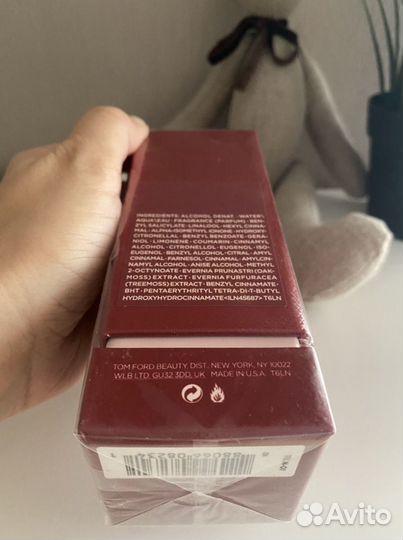 INGREDIENTS: ALCOHOL DENAT. ·WATER\
AQUA\EAU · FRAGRANCE (PARFUM) · BEN-
ZYL SALICYLATE · LINALOOL · HEXYL CINNA-
MAL · ALPHA-ISOMETHYL IONONE · HYDROXY-
CITRONELLAL · BENZYL BENZOATE · GERA-
NIOL · LIMONENE · COUMARIN · CINNAMYL
ALCOHOL · CITRONELLOL · EUGENOL · ISO-
EUGENOL · BENZYL ALCOHOL · CITRAL · AMYL
CINNAMAL · FARNESOL · CINNAMAL · AMYLCIN-
NAMYL ALCOHOL · ANISE ALCOHOL · METHYL
2-OCTYNOATE · EVERNIA PRUNASTRI (OAK-
MOSS) EXTRACT · EVERNIA FURFURACEA
(TREEMOSS) EXTRACT · BENZYL CINNAMATE ·
BHT · PENTAERYTHRITYL TETRA-DI-T-BUTYL
HYDROXYHYDROCINNAMATE <ILN45687> T6LN
TOM FORD BEAUTY, DIST. NEW YORK, NY 10022
WLB LTD. GU32 3DD, UK. MADE IN U.S.A. T6LN
Avito